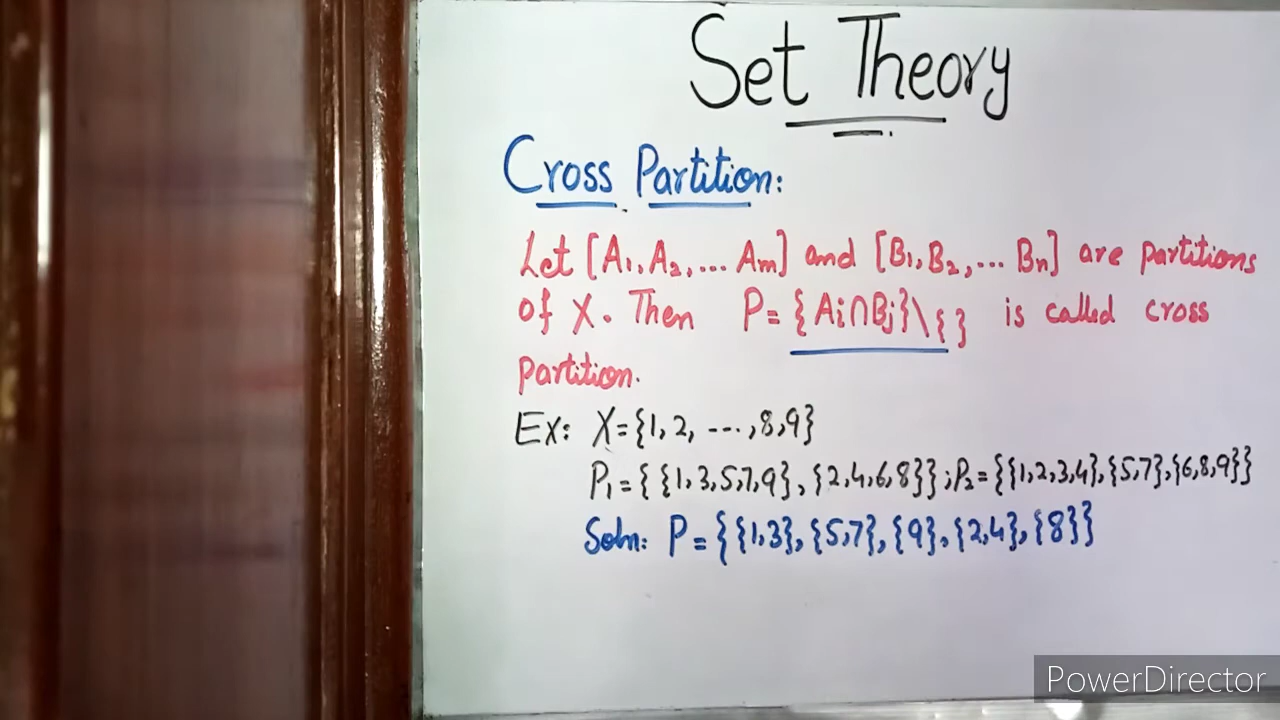 Set Theory
Cross Partition:
Let [A₁, A₂, ... Am] and [B₁, B₂, ... Bn] are partitions
of X. Then P = {Ai∩Bj}\{ } is called cross
partition.
Ex: X = {1, 2, ...., 8, 9}
P₁ = { {1, 3, 5, 7, 9}, {2, 4, 6, 8}} ; P₂ = {{1, 2, 3, 4}, {5, 7}, {6, 8, 9}}
Soln: P = { {1, 3}, {5, 7}, {9}, {2, 4}, {8}}
PowerDirector